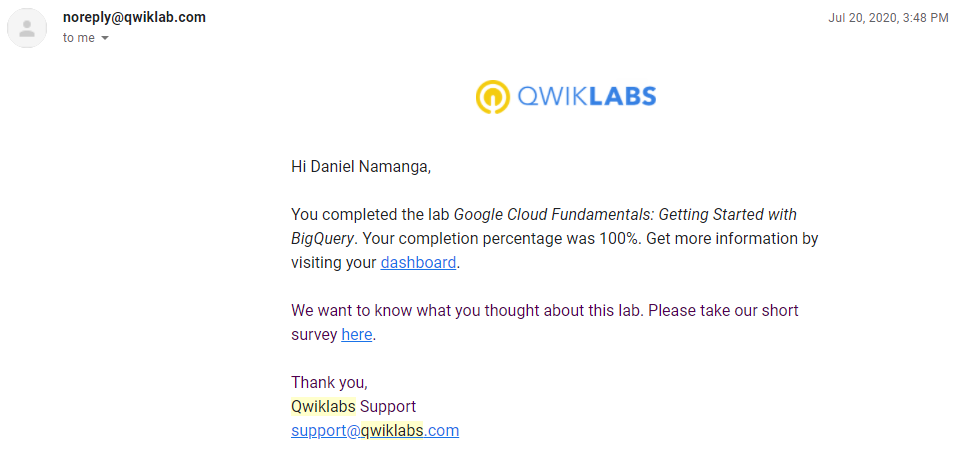 noreply@qwiklab.com
Jul 20, 2020, 3:48 PM
to me
QWIKLABS
Hi Daniel Namanga,
You completed the lab Google Cloud Fundamentals: Getting Started with
BigQuery. Your completion percentage was 100%. Get more information by
visiting your dashboard.
We want to know what you thought about this lab. Please take our short
survey here.
Thank you,
Qwiklabs Support
support@qwiklabs.com